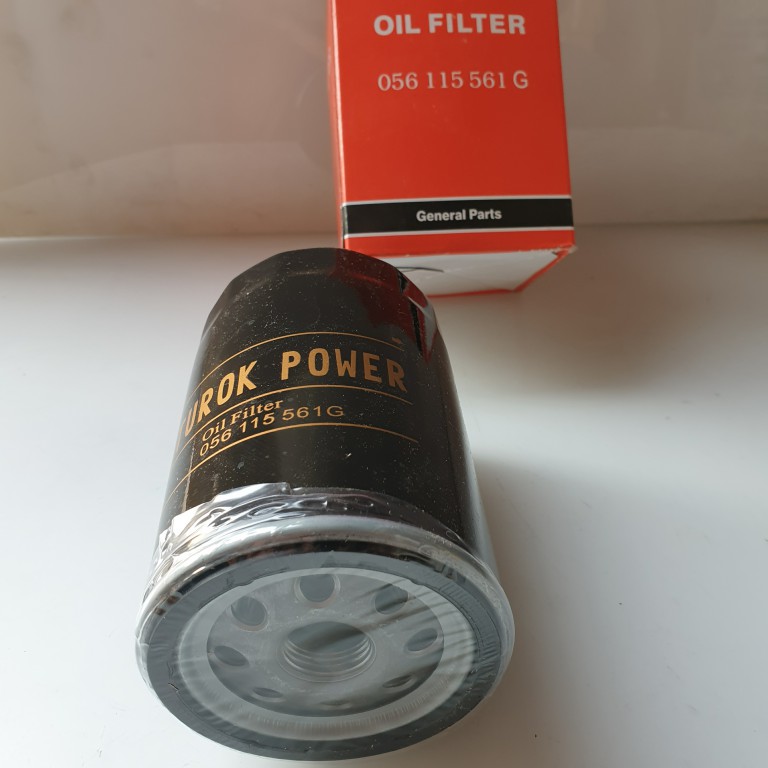 OIL FILTER
056 115 561 G
General Parts
UROK POWER
Oil Filter
056 115 561G